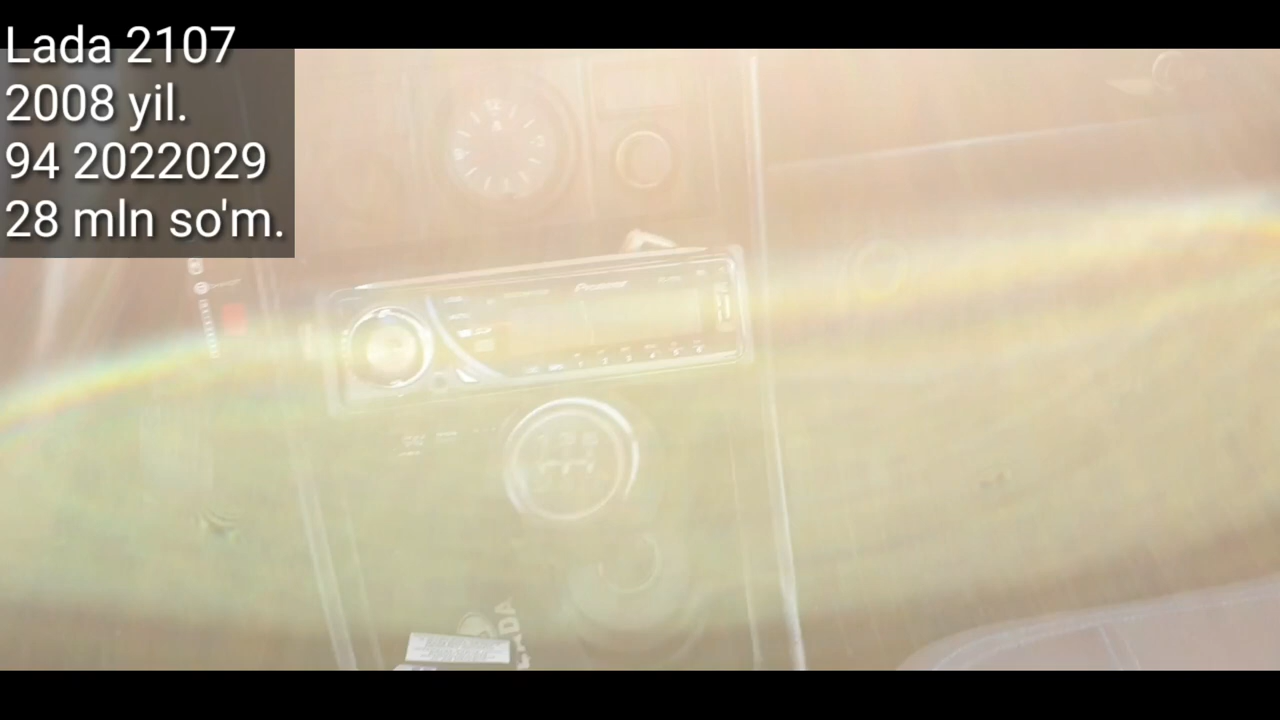 Lada 2107
2008 yil.
94 2022029
28 mln so'm.
Pioneer
LADA